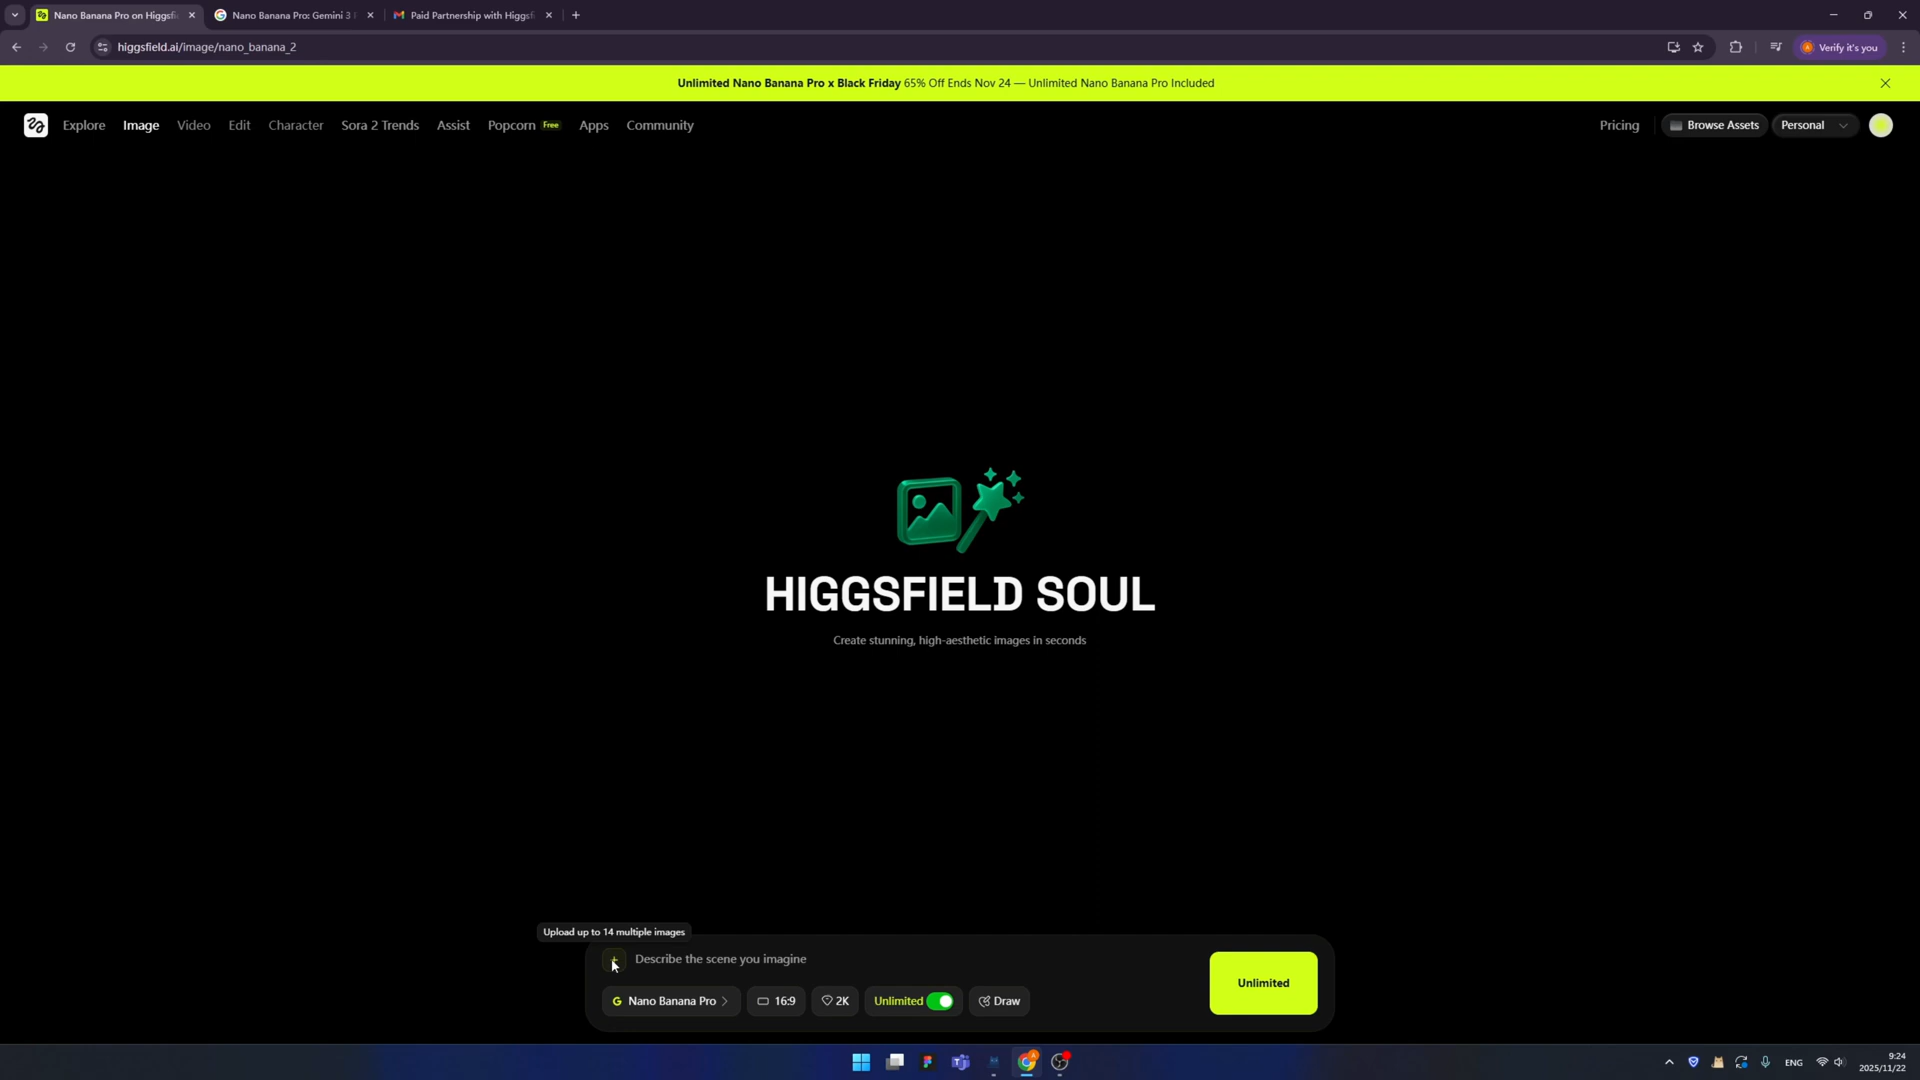 Nano Banana Pro on Higgsfi
Nano Banana Pro: Gemini 3
Paid Partnership with Higgsfi
higgsfield.ai/image/nano_banana_2
Verify it's you
Unlimited Nano Banana Pro x Black Friday 65% Off Ends Nov 24 — Unlimited Nano Banana Pro Included
Explore
Image
Video
Edit
Character
Sora 2 Trends
Assist
Popcorn Free
Apps
Community
Pricing
Browse Assets
Personal
HIGGSFIELD SOUL
Create stunning, high-aesthetic images in seconds
Upload up to 14 multiple images
Describe the scene you imagine
G Nano Banana Pro
16:9
2K
Unlimited
Draw
Unlimited
ENG
9:24
2025/11/22